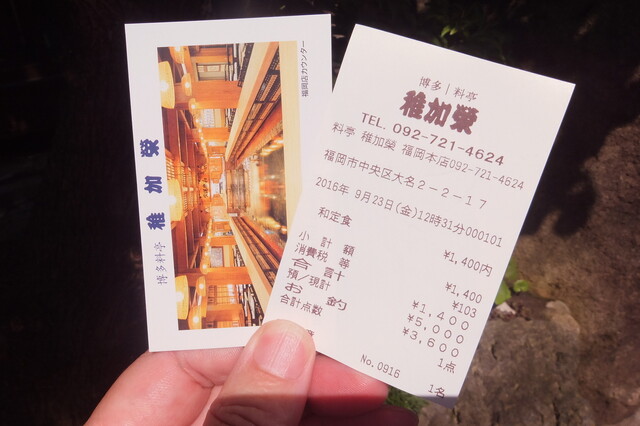 博多料亭 稚加榮
福岡店カウンター
博多｜料亭
稚加榮
TEL. 092-721-4624
料亭 稚加榮 福岡本店092-721-4624
福岡市中央区大名2-2-17
2016年 9月23日(金)12時31分000101
和定食 ¥1,400内
小計額 ¥1,400
消費税等 ¥103
合計 ¥1,400
預/現計 ¥5,000
お釣 ¥3,600
合計点数 1点
No.0916 1名